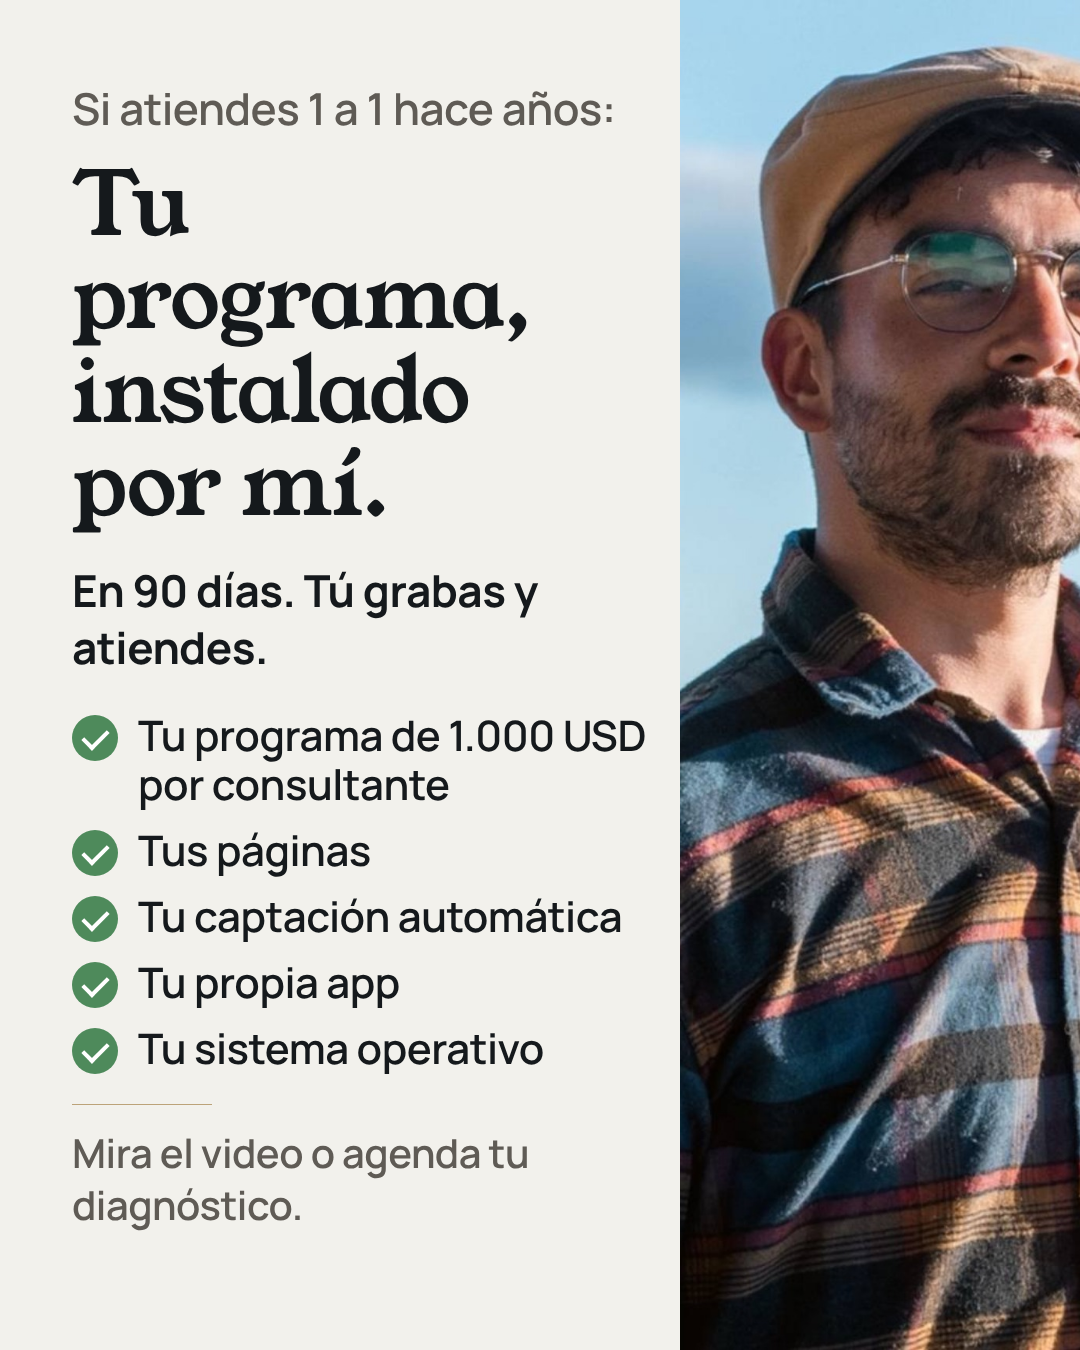 Si atiendes 1 a 1 hace años:
Tu
programa,
instalado
por mí.
En 90 días. Tú grabas y
atiendes.
Tu programa de 1.000 USD
por consultante
Tus páginas
Tu captación automática
Tu propia app
Tu sistema operativo
Mira el video o agenda tu
diagnóstico.